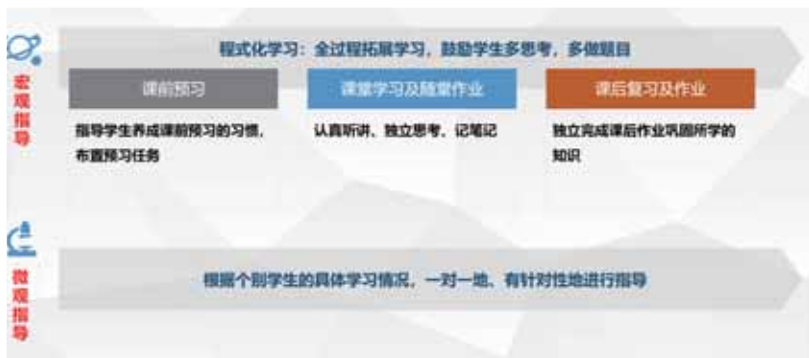 宏观指导
程式化学习：全过程拓展学习，鼓励学生多思考，多做题目
课前预习
指导学生养成课前预习的习惯，
布置预习任务
课堂学习及随堂作业
认真听讲、独立思考、记笔记
课后复习及作业
独立完成课后作业巩固所学的
知识
微观指导
根据个别学生的具体学习情况，一对一地、有针对性地进行指导